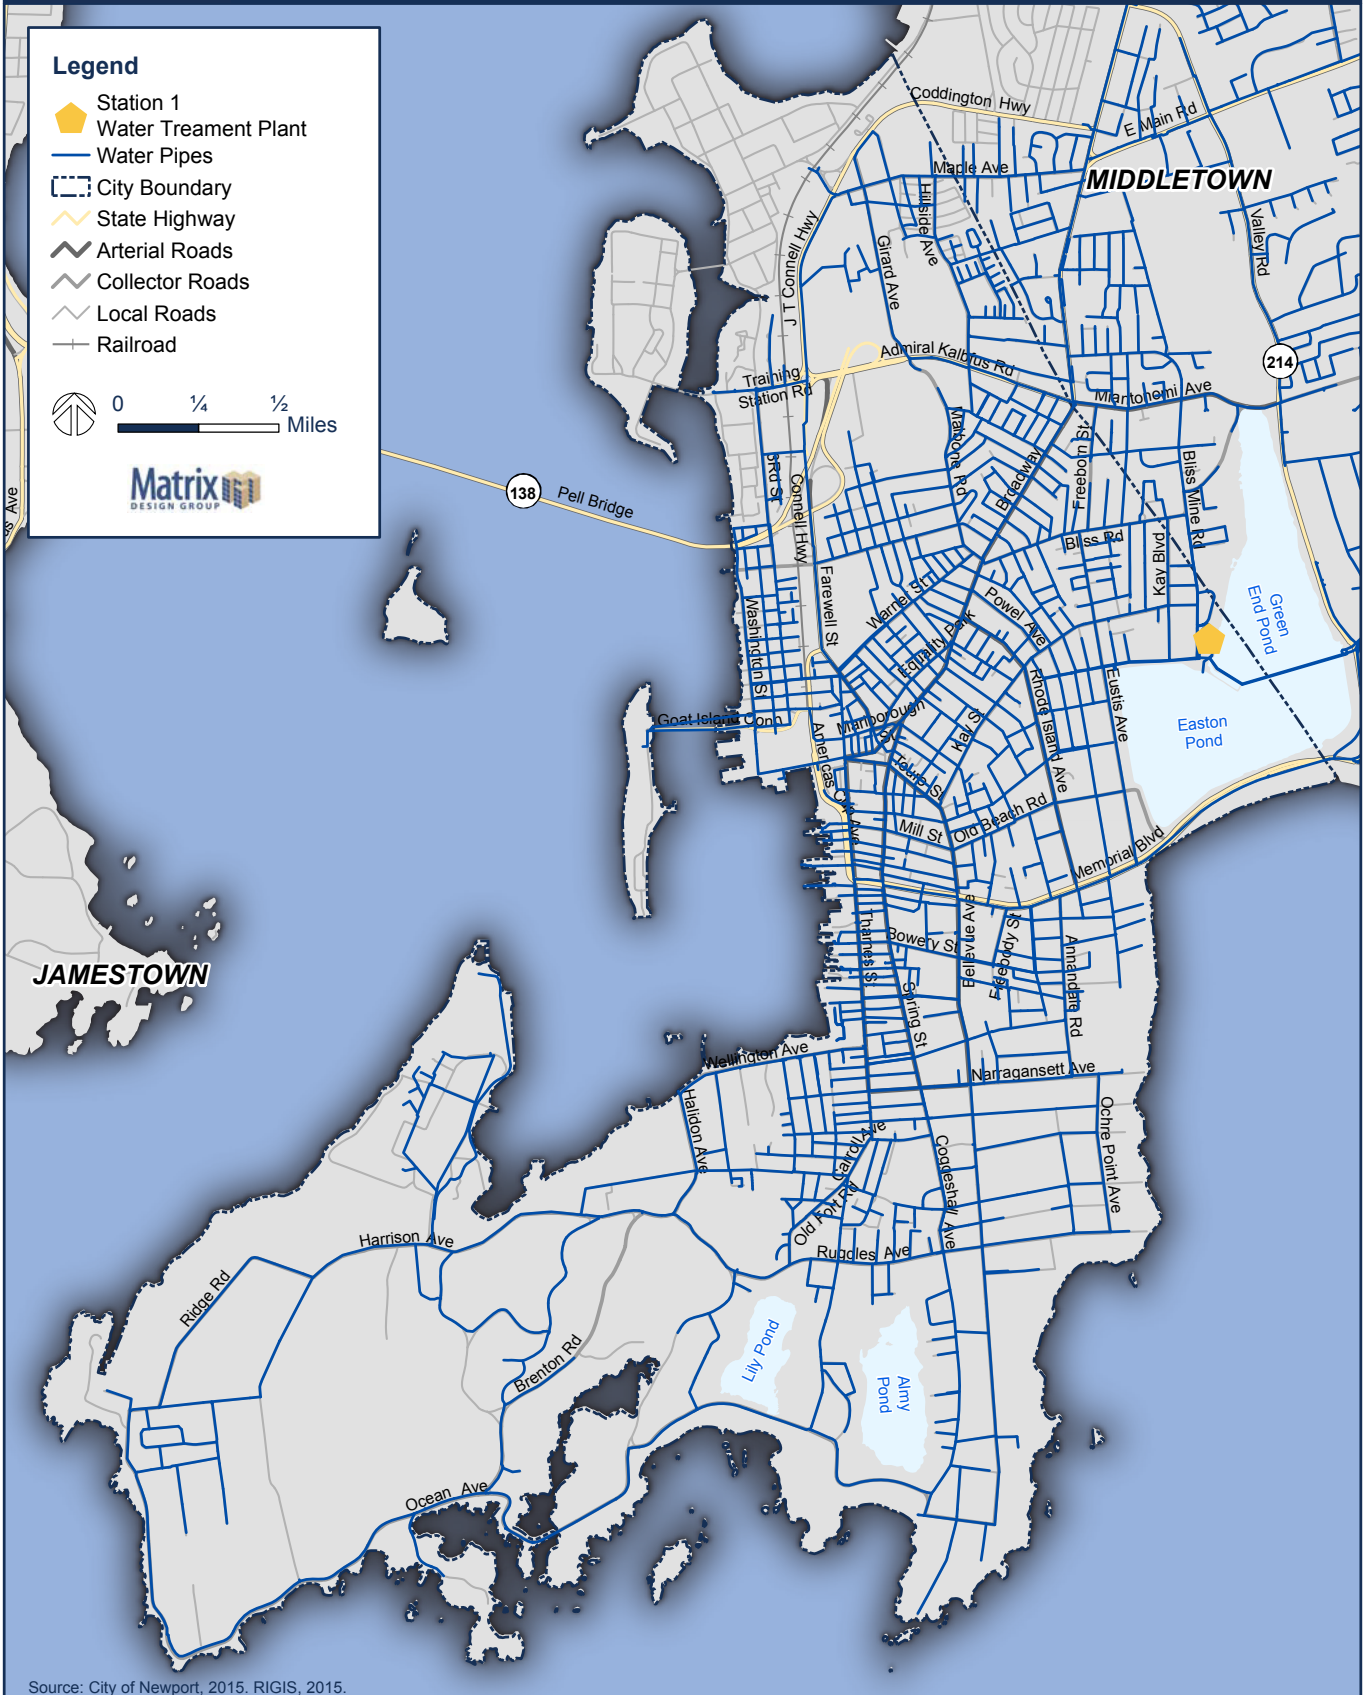 Legend
Station 1
Water Treament Plant
Water Pipes
City Boundary
State Highway
Arterial Roads
Collector Roads
Local Roads
Railroad
0 ¼ ½
Miles
Matrix
DESIGN GROUP
Coddington Hwy
E Main Rd
MIDDLETOWN
Maple Ave
Hillside Ave
Valley Rd
J T Connell Hwy
Girard Ave
Admiral Kalbfus Rd
214
Training
Station Rd
Miantonomi Ave
Malbone Rd
Broadway
Freeborn St
Bliss Mine Rd
3Rd St
Connell Hwy
138
Pell Bridge
Bliss Rd
Kay Blvd
Farewell St
Warner St
Powel Ave
Green
End Pond
Washington St
Equality Park
Rhode Island Ave
Eustis Ave
Goat Island Conn
Marlborough
St
Kay St
Easton
Pond
Americas Cup Ave
Touro St
Mill St
Old Beach Rd
Memorial Blvd
Thames St
Bowery St
Bellevue Ave
Freebody St
Annandale Rd
JAMESTOWN
Spring St
Wellington Ave
Narragansett Ave
Halidon Ave
Carroll Ave
Coggeshall Ave
Ochre Point Ave
Old Fort Rd
Harrison Ave
Ruggles Ave
Ridge Rd
Brenton Rd
Lily Pond
Almy
Pond
Ocean Ave
Source: City of Newport, 2015. RIGIS, 2015.